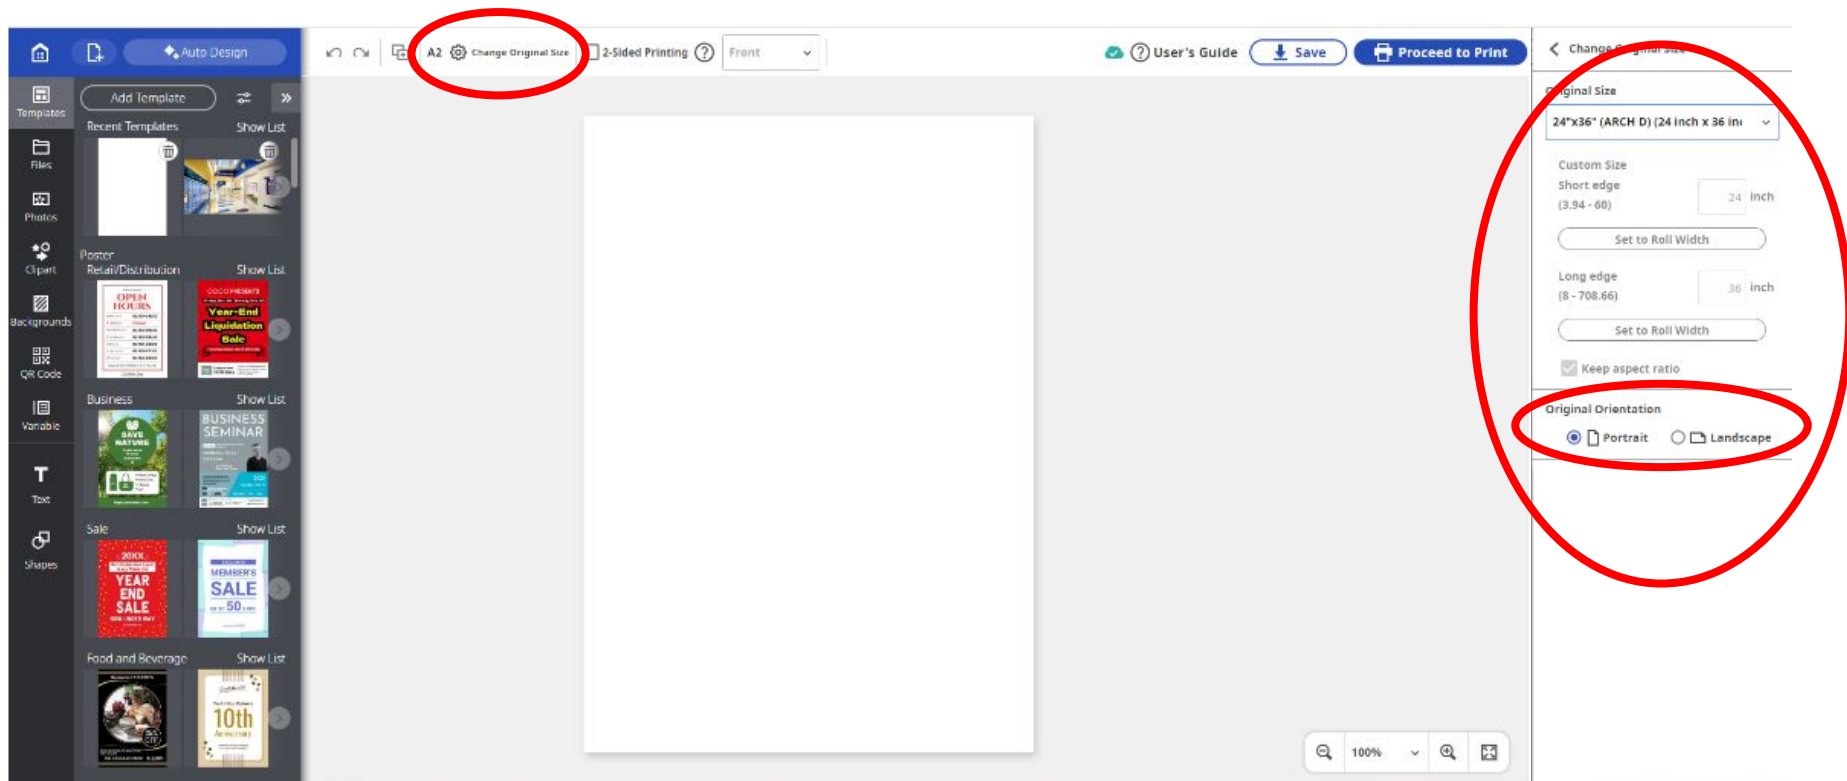 Auto Design
A2 Change Original Size
2-Sided Printing
Front
User's Guide
Save
Proceed to Print
Change Original Size
Templates
Files
Photos
Clipart
Backgrounds
QR Code
Variable
Text
Shapes
Add Template
Recent Templates Show List
Poster
Retail/Distribution Show List
OPEN
HOURS
Year-End
Liquidation
Sale
Business Show List
SAVE
NATURE
BUSINESS
SEMINAR
Sale Show List
20XX
YEAR
END
SALE
MEMBER'S
SALE
50
Food and Beverage Show List
10th
Anniversary
100%
Original Size
24"x36" (ARCH D) (24 inch x 36 in
Custom Size
Short edge
(3.94 - 60)
24 inch
Set to Roll Width
Long edge
(8 - 708.66)
36 inch
Set to Roll Width
Keep aspect ratio
Original Orientation
Portrait Landscape